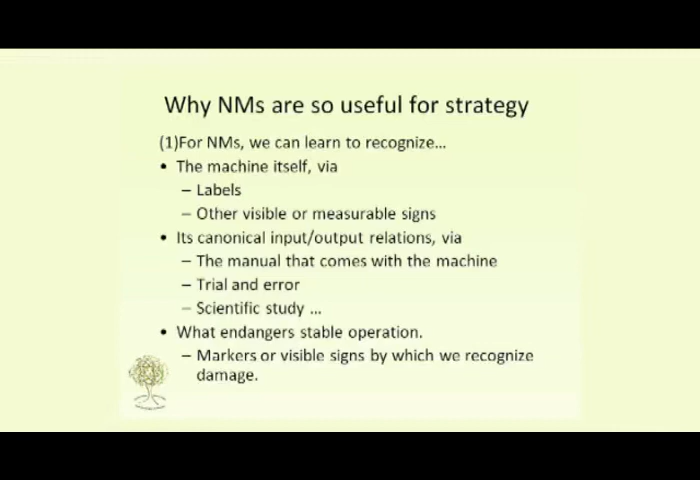 Why NMs are so useful for strategy
(1)For NMs, we can learn to recognize...
• The machine itself, via
– Labels
– Other visible or measurable signs
• Its canonical input/output relations, via
– The manual that comes with the machine
– Trial and error
– Scientific study ...
• What endangers stable operation.
– Markers or visible signs by which we recognize
damage.